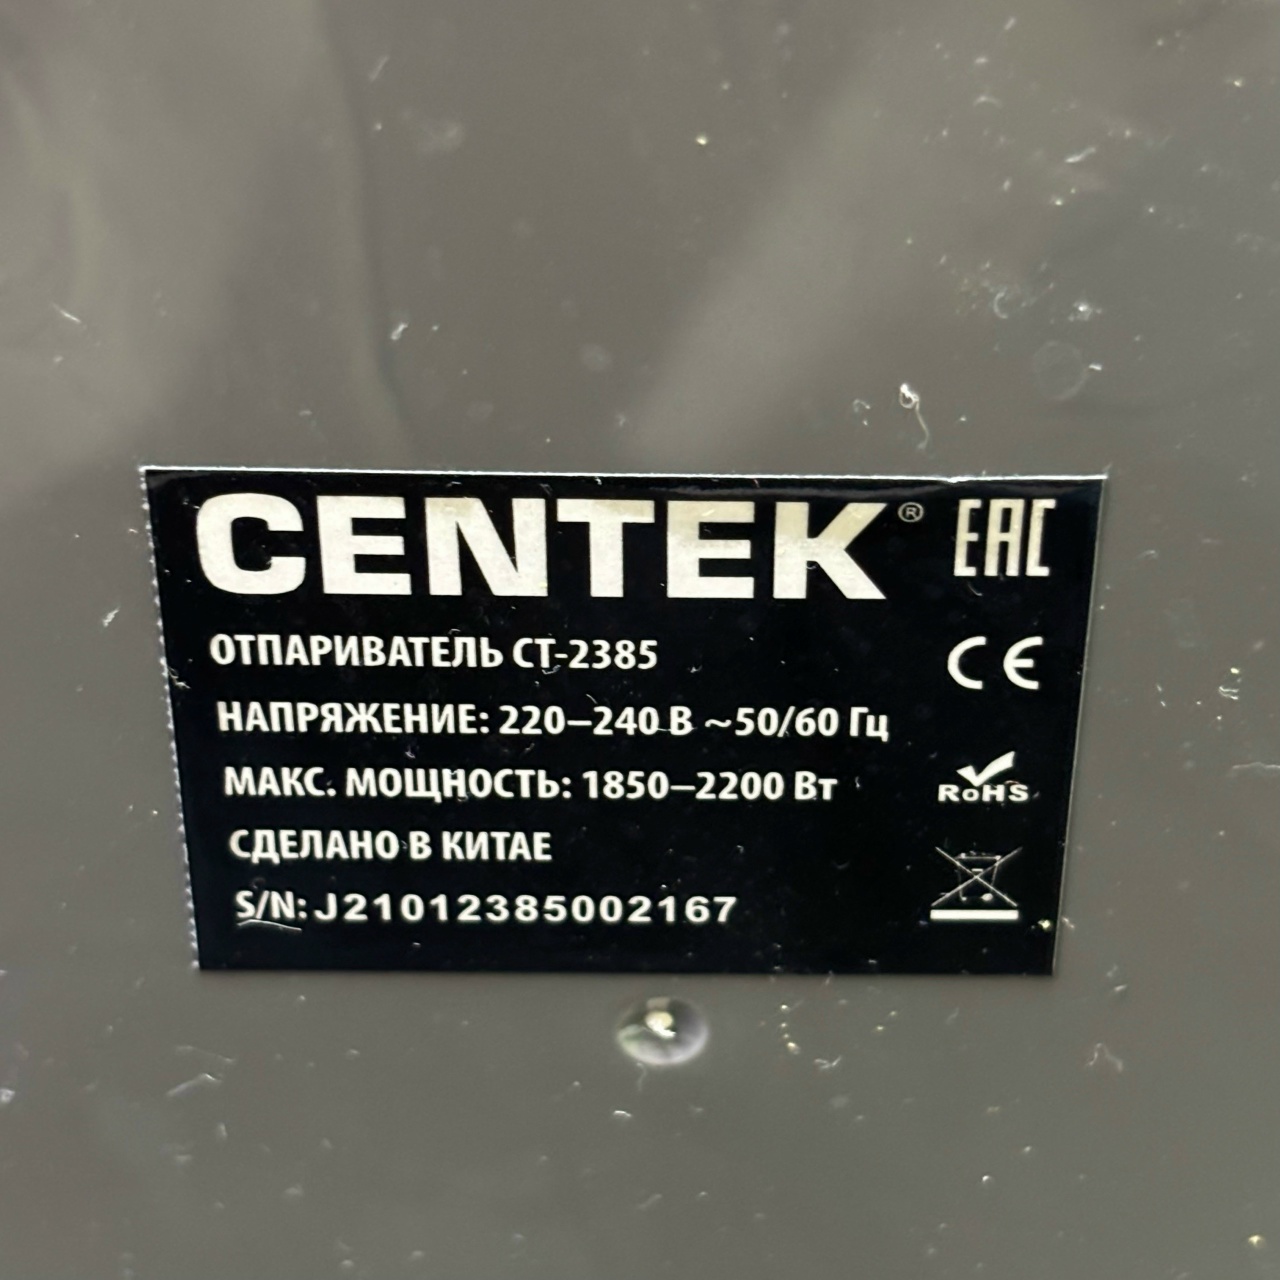 CENTEK® EAC
ОТПАРИВАТЕЛЬ CT-2385
CE
НАПРЯЖЕНИЕ: 220–240 В ~50/60 Гц
МАКС. МОЩНОСТЬ: 1850–2200 Вт
RoHS
СДЕЛАНО В КИТАЕ
S/N: J21012385002167